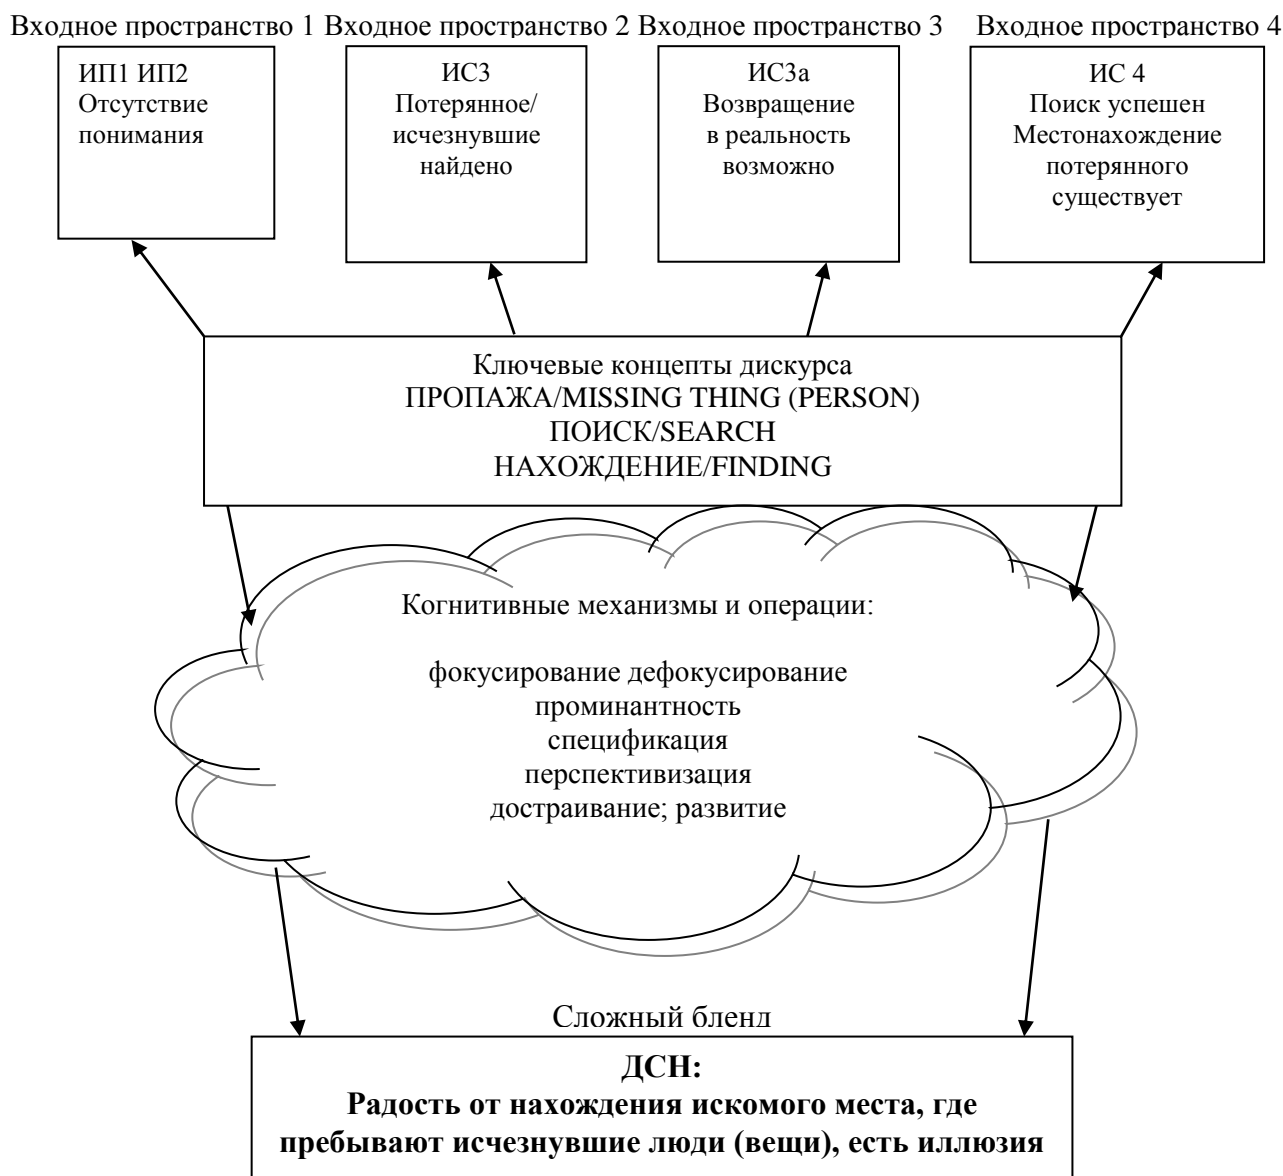 Входное пространство 1 Входное пространство 2 Входное пространство 3 Входное пространство 4
ИП1 ИП2
Отсутствие
понимания
ИС3
Потерянное/
исчезнувшие
найдено
ИС3а
Возвращение
в реальность
возможно
ИС 4
Поиск успешен
Местонахождение
потерянного
существует
Ключевые концепты дискурса
ПРОПАЖА/MISSING THING (PERSON)
ПОИСК/SEARCH
НАХОЖДЕНИЕ/FINDING
Когнитивные механизмы и операции:
фокусирование дефокусирование
проминантность
спецификация
перспективизация
достраивание; развитие
Сложный бленд
ДСН:
Радость от нахождения искомого места, где
пребывают исчезнувшие люди (вещи), есть иллюзия